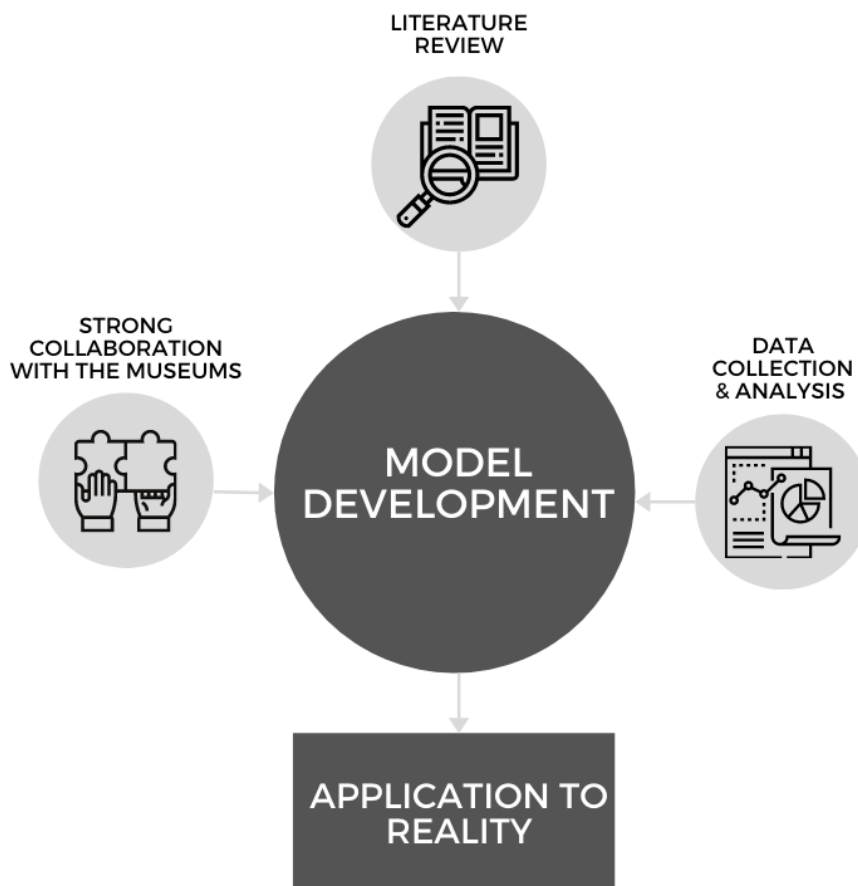 LITERATURE
REVIEW
STRONG
COLLABORATION
WITH THE MUSEUMS
DATA
COLLECTION
& ANALYSIS
MODEL
DEVELOPMENT
APPLICATION TO
REALITY